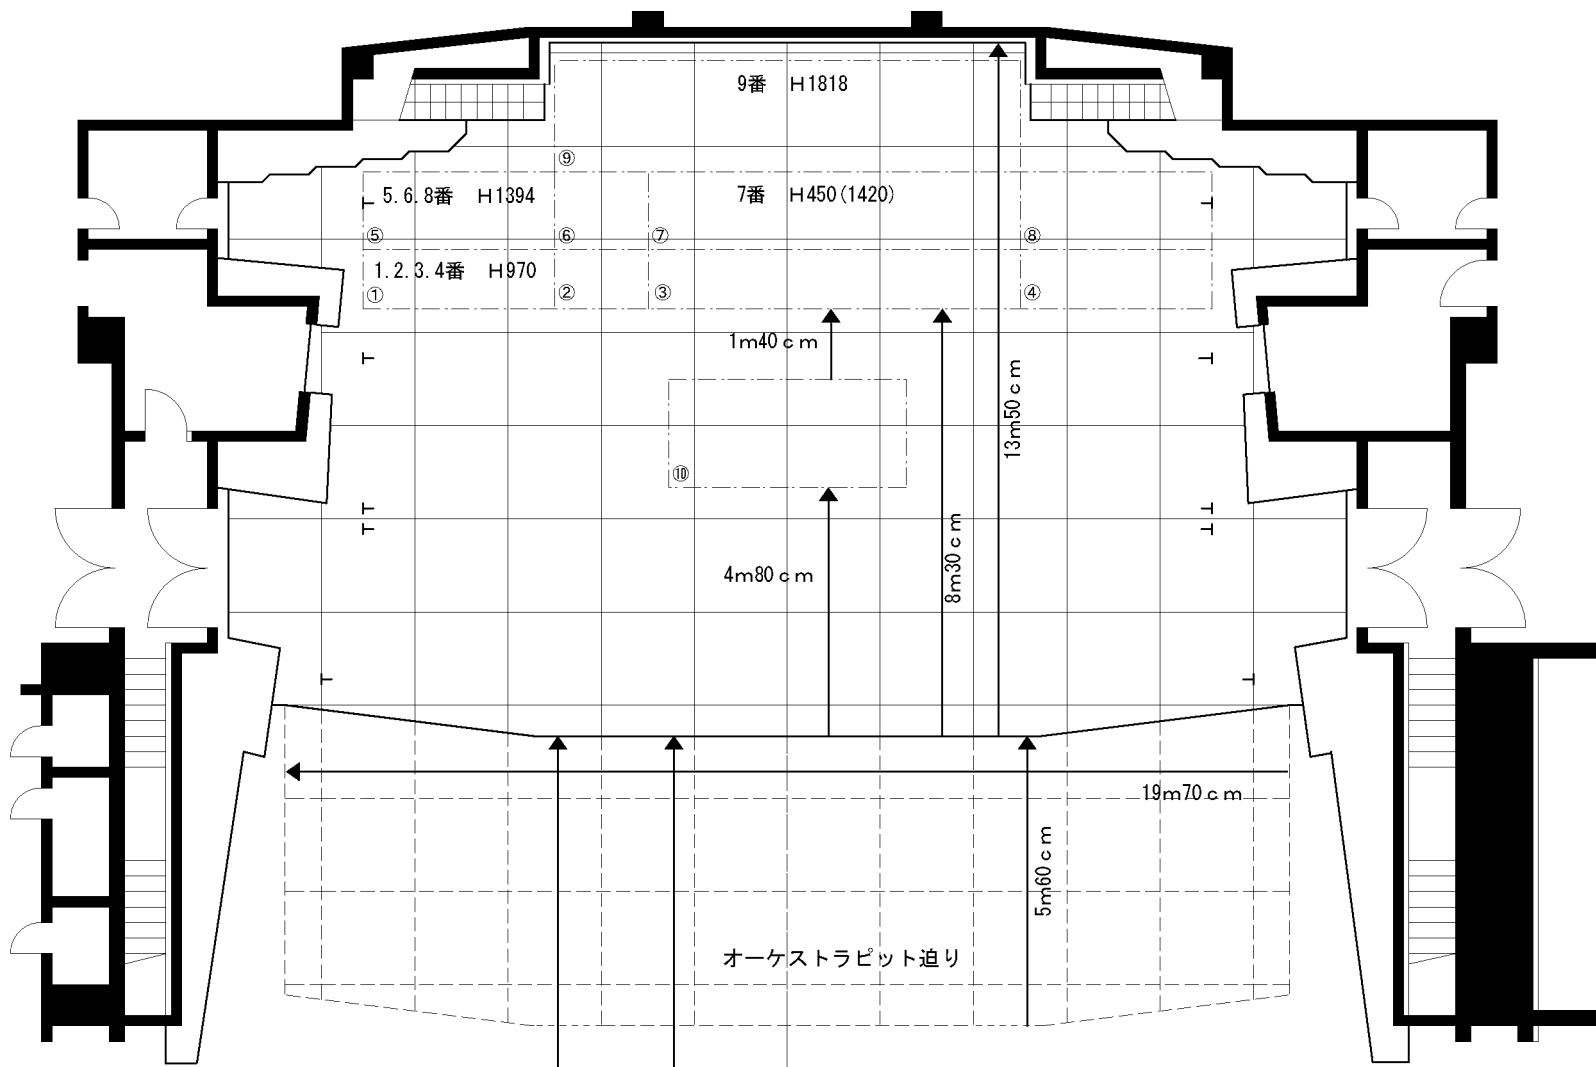 9番 H1818
⑨
5.6.8番 H1394
7番 H450(1420)
⑤
⑥
⑦
⑧
1.2.3.4番 H970
①
②
③
④
1m40cm
13m50cm
⑩
8m30cm
4m80cm
19m70cm
5m60cm
オーケストラピット迫り